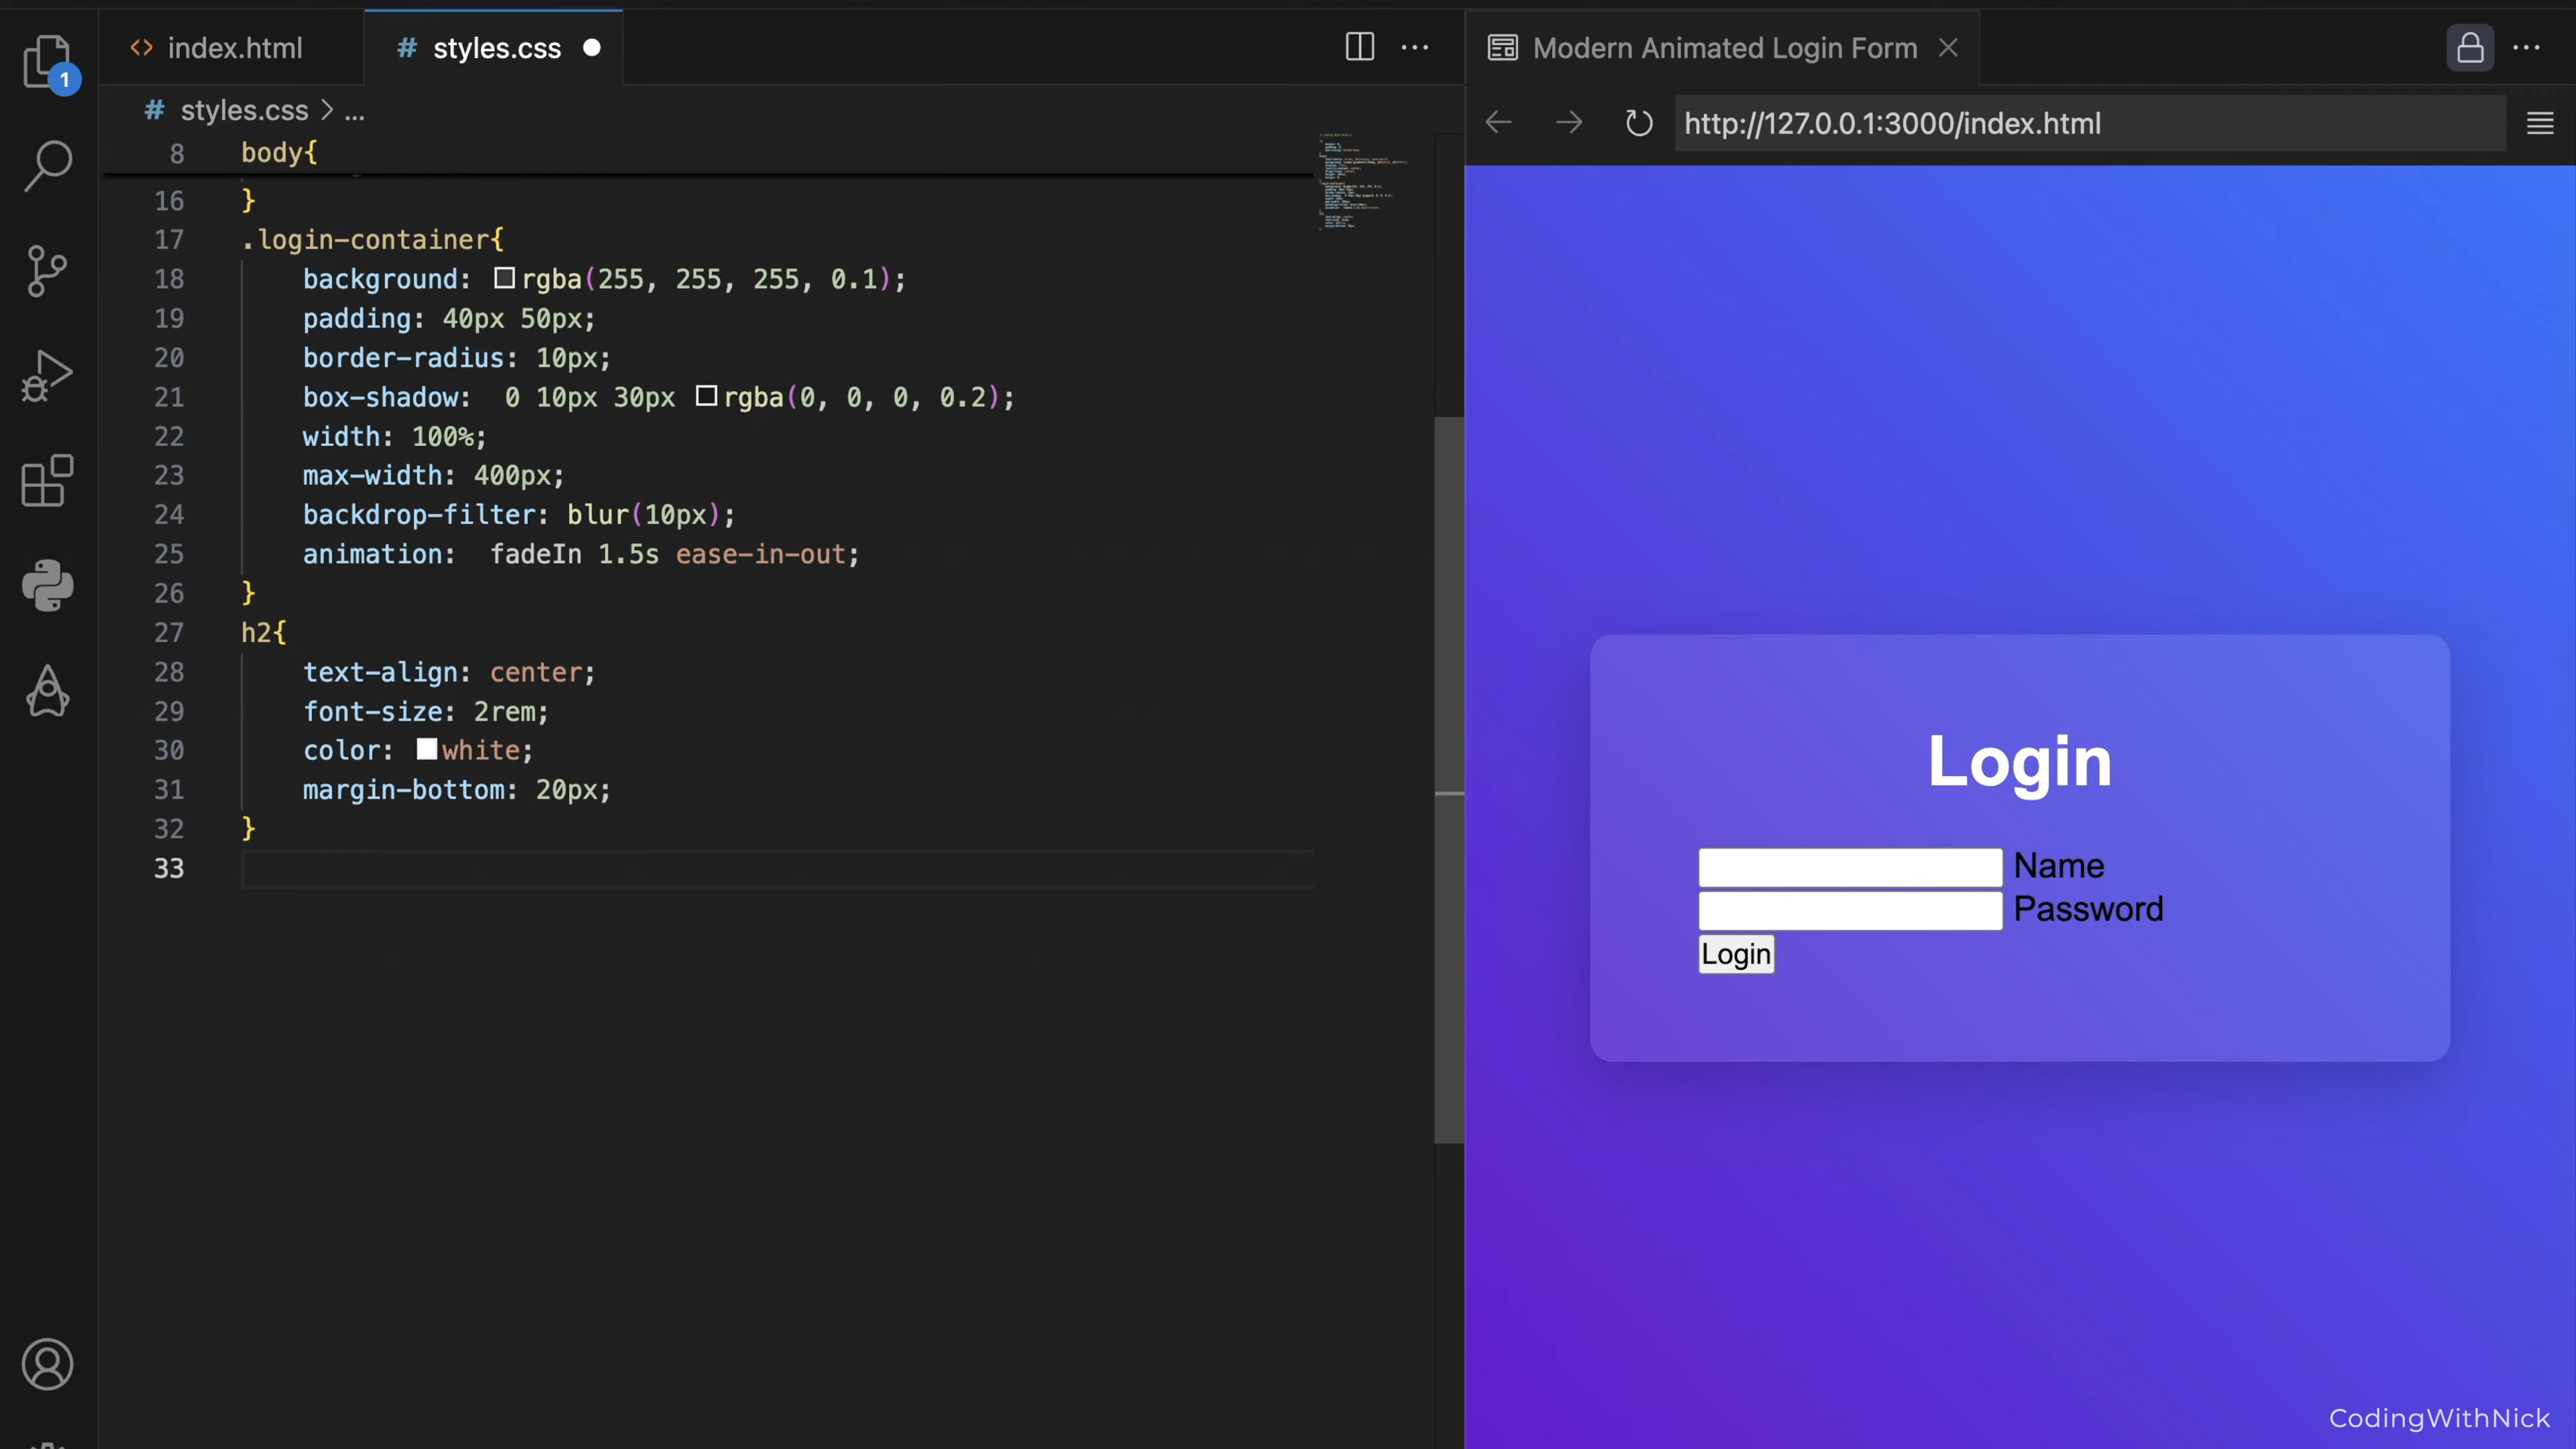 index.html
# styles.css
Modern Animated Login Form
1
# styles.css > ...
http://127.0.0.1:3000/index.html
8 body{
16 }
17 .login-container{
18 background: rgba(255, 255, 255, 0.1);
19 padding: 40px 50px;
20 border-radius: 10px;
21 box-shadow:  0 10px 30px rgba(0, 0, 0, 0.2);
22 width: 100%;
23 max-width: 400px;
24 backdrop-filter: blur(10px);
25 animation:  fadeIn 1.5s ease-in-out;
26 }
27 h2{
28 text-align: center;
29 font-size: 2rem;
30 color: white;
31 margin-bottom: 20px;
32 }
33
Login
Name
Password
Login
CodingWithNick